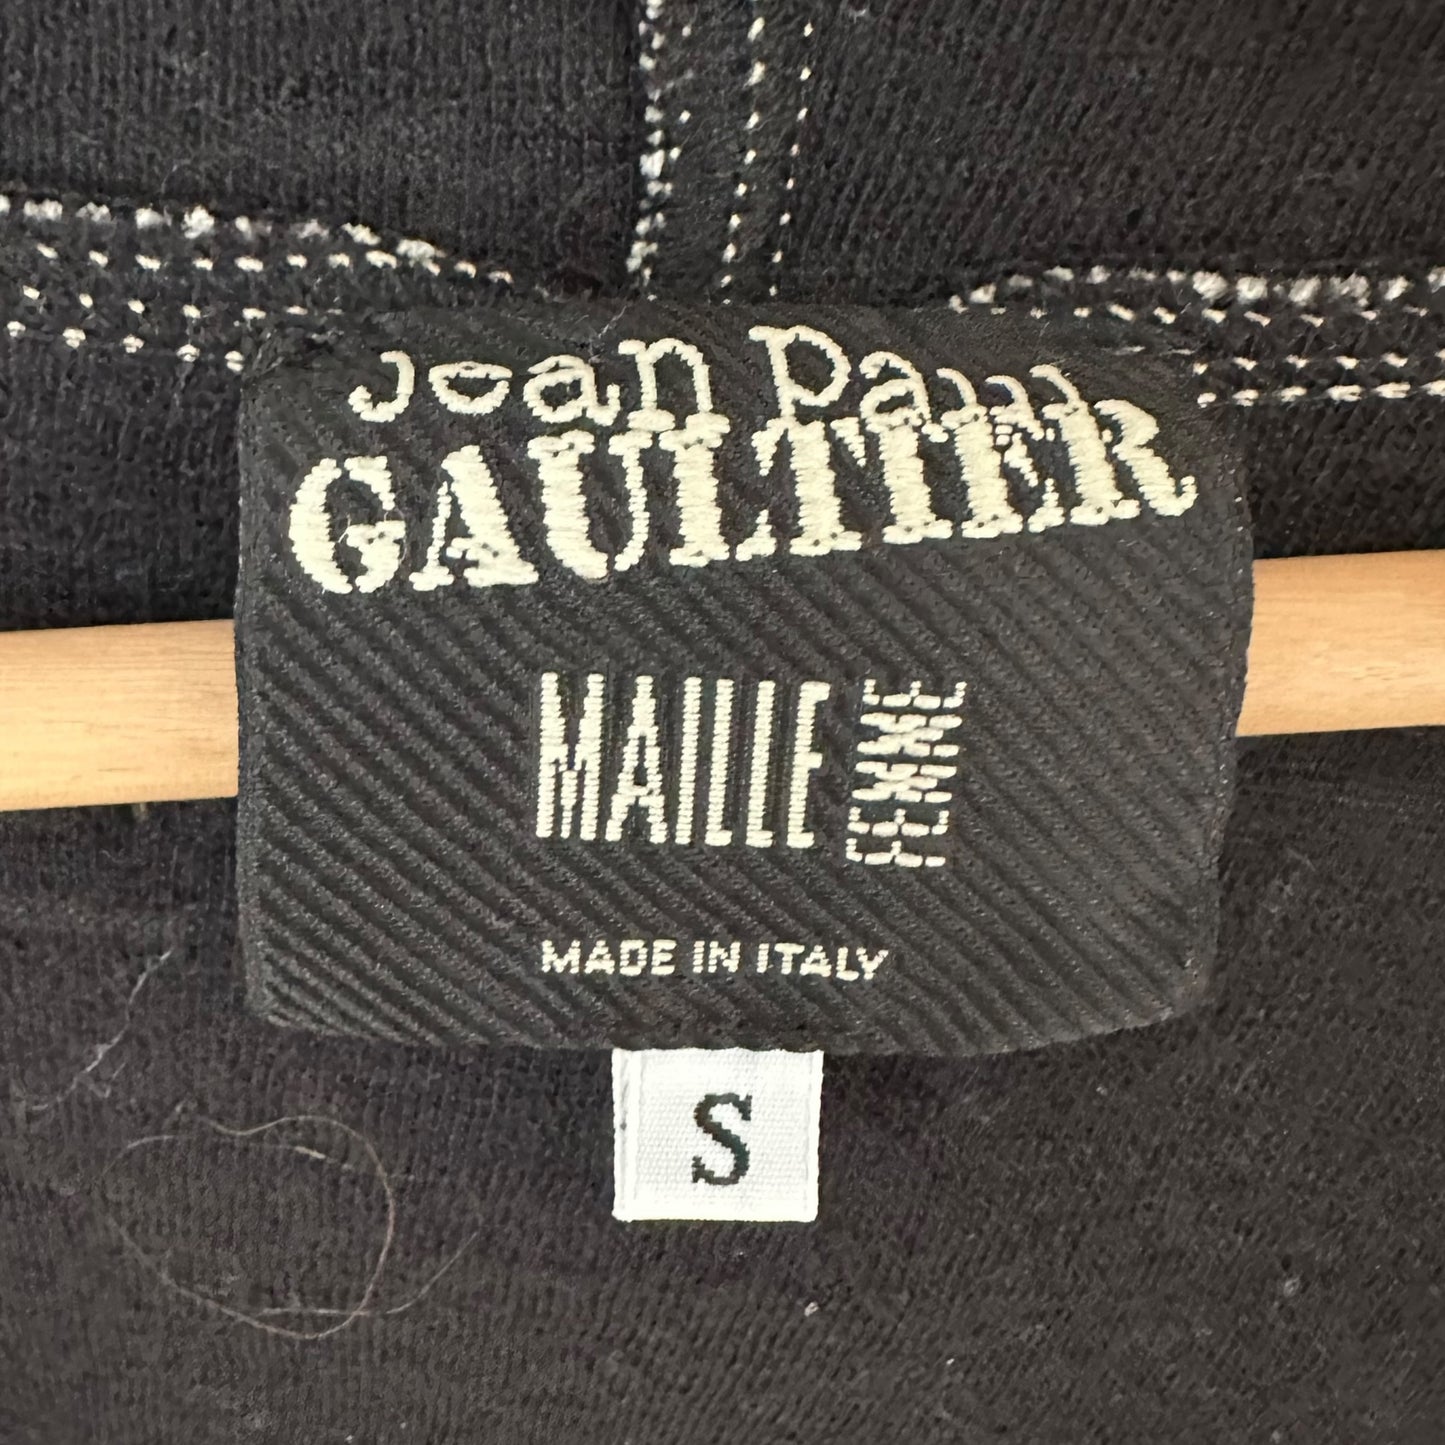 Jean Paul
GAULTIER
MAILLE FEMME
MADE IN ITALY
S